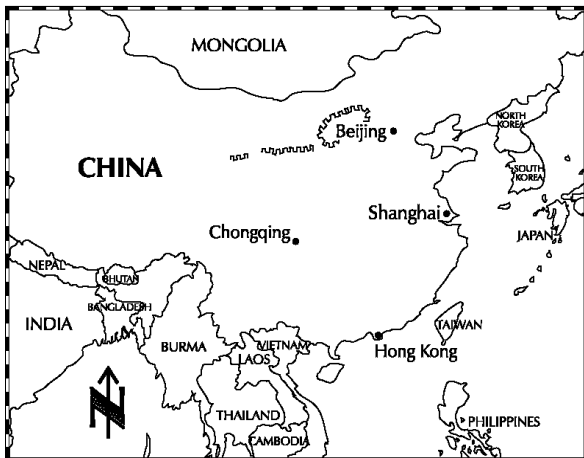 MONGOLIA
NORTH
KOREA
Beijing
CHINA
SOUTH
KOREA
Shanghai
Chongqing
JAPAN
NEPAL
BHUTAN
BANGLADESH
INDIA
TAIWAN
BURMA
VIETNAM
Hong Kong
LAOS
THAILAND
PHILIPPINES
CAMBODIA
N